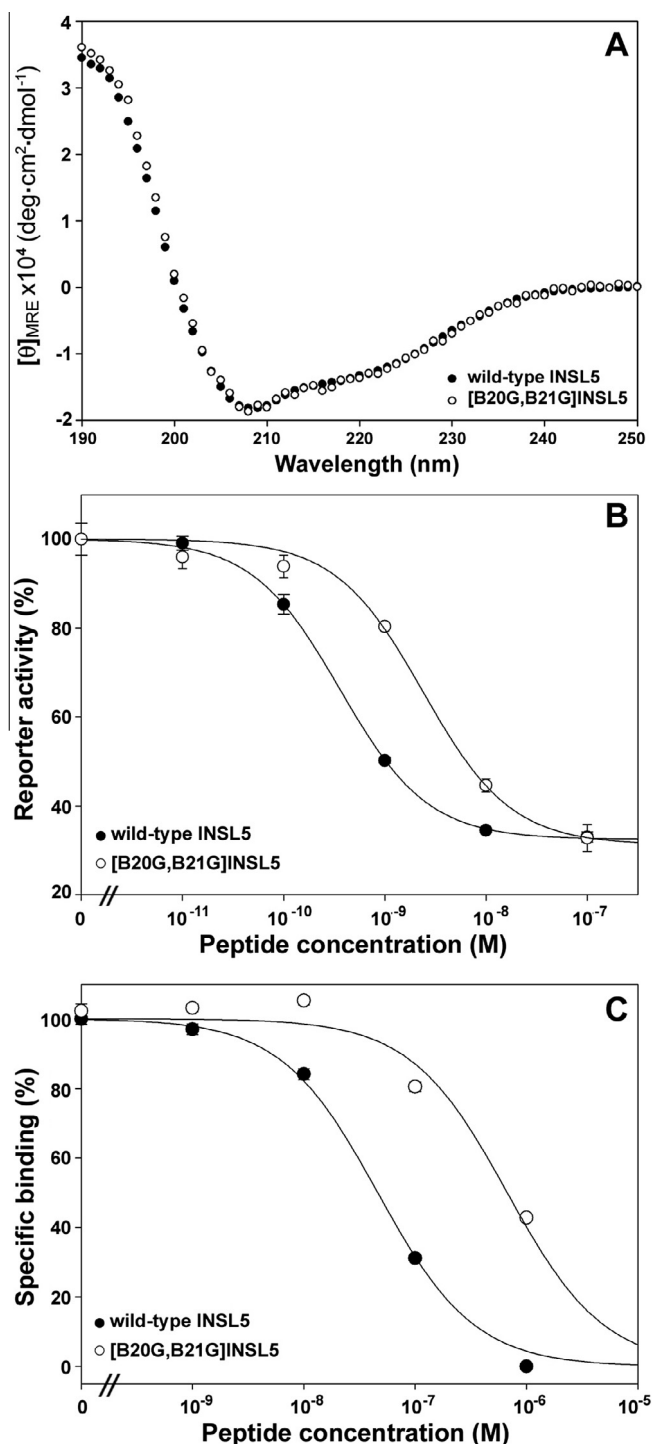 A
[θ]MRE x10⁴ (deg·cm²·dmol⁻¹)
4
3
2
1
0
-1
-2
● wild-type INSL5
○ [B20G,B21G]INSL5
190 200 210 220 230 240 250
Wavelength (nm)
B
Reporter activity (%)
100
80
60
40
20
● wild-type INSL5
○ [B20G,B21G]INSL5
0 10⁻¹¹ 10⁻¹⁰ 10⁻⁹ 10⁻⁸ 10⁻⁷
Peptide concentration (M)
C
Specific binding (%)
100
80
60
40
20
0
● wild-type INSL5
○ [B20G,B21G]INSL5
0 10⁻⁹ 10⁻⁸ 10⁻⁷ 10⁻⁶ 10⁻⁵
Peptide concentration (M)